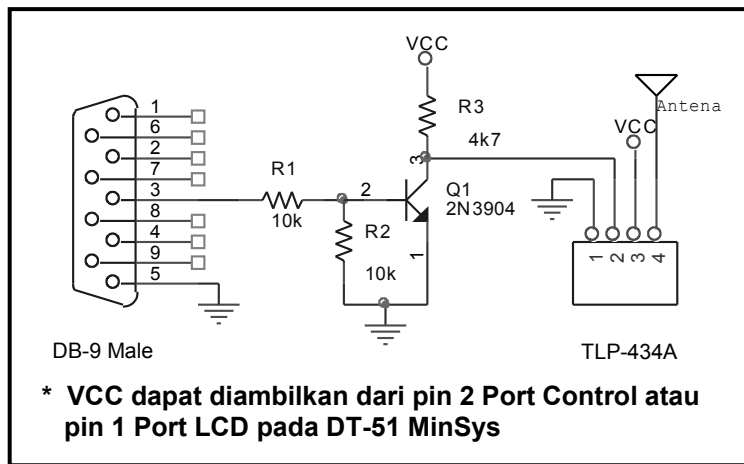 VCC
R3
4k7
Antena
VCC
1
6
2
7
3
8
4
9
5
R1
10k
2
3
Q1
2N3904
R2
10k
1
1
2
3
4
DB-9 Male
TLP-434A
* VCC dapat diambilkan dari pin 2 Port Control atau
pin 1 Port LCD pada DT-51 MinSys